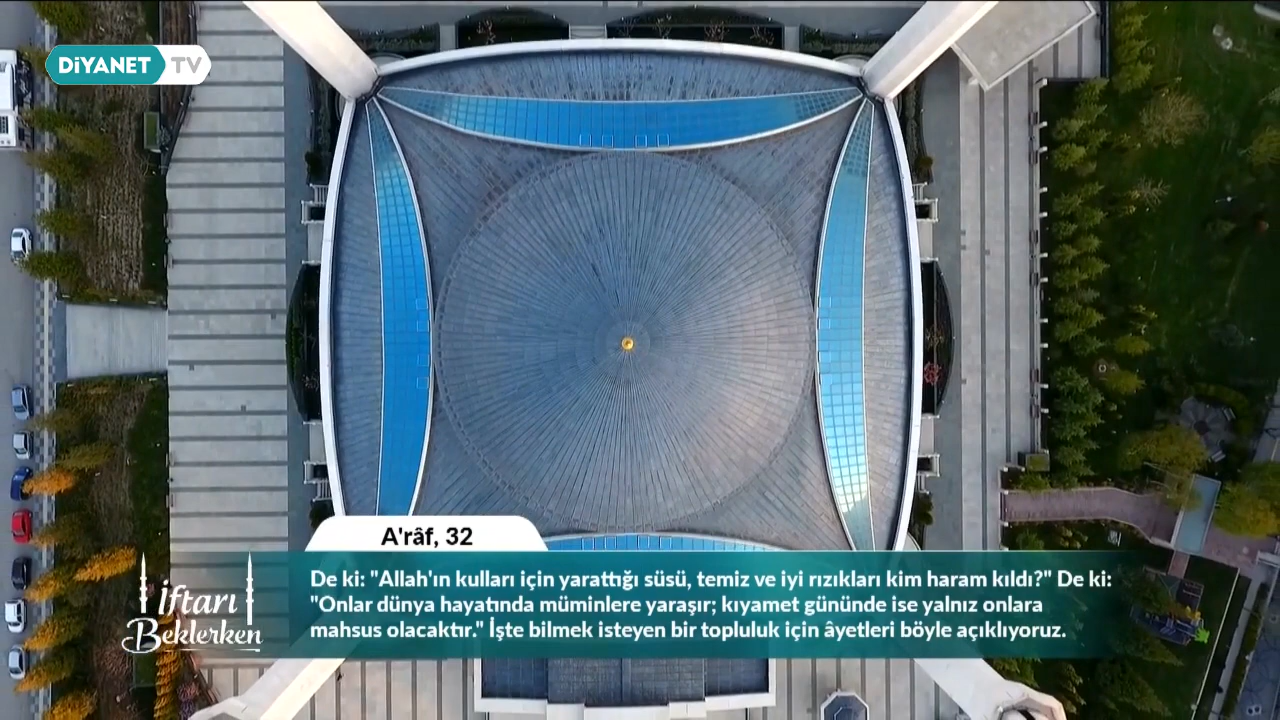 DİYANET TV
A'râf, 32
De ki: "Allah'ın kulları için yarattığı süsü, temiz ve iyi rızıkları kim haram kıldı?" De ki:
"Onlar dünya hayatında müminlere yaraşır; kıyamet gününde ise yalnız onlara
mahsus olacaktır." İşte bilmek isteyen bir topluluk için âyetleri böyle açıklıyoruz.
İftarı
Beklerken